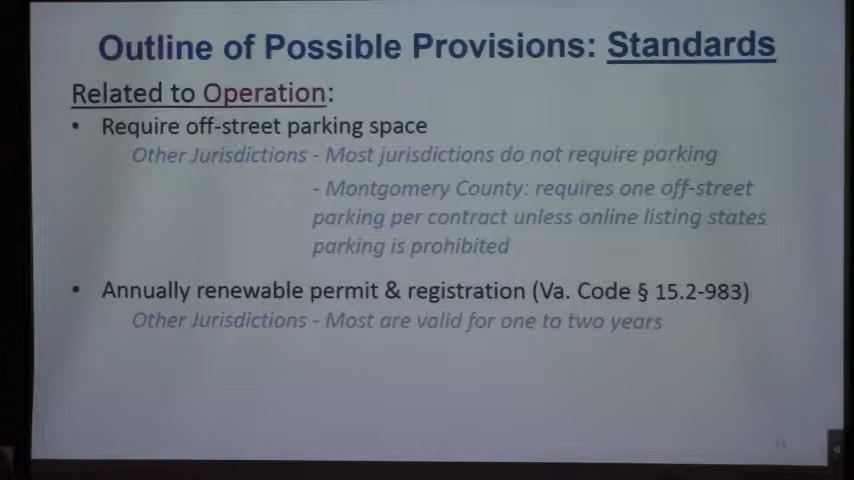 Outline of Possible Provisions: Standards
Related to Operation:
• Require off-street parking space
Other Jurisdictions - Most jurisdictions do not require parking
- Montgomery County: requires one off-street
parking per contract unless online listing states
parking is prohibited
• Annually renewable permit & registration (Va. Code § 15.2-983)
Other Jurisdictions - Most are valid for one to two years